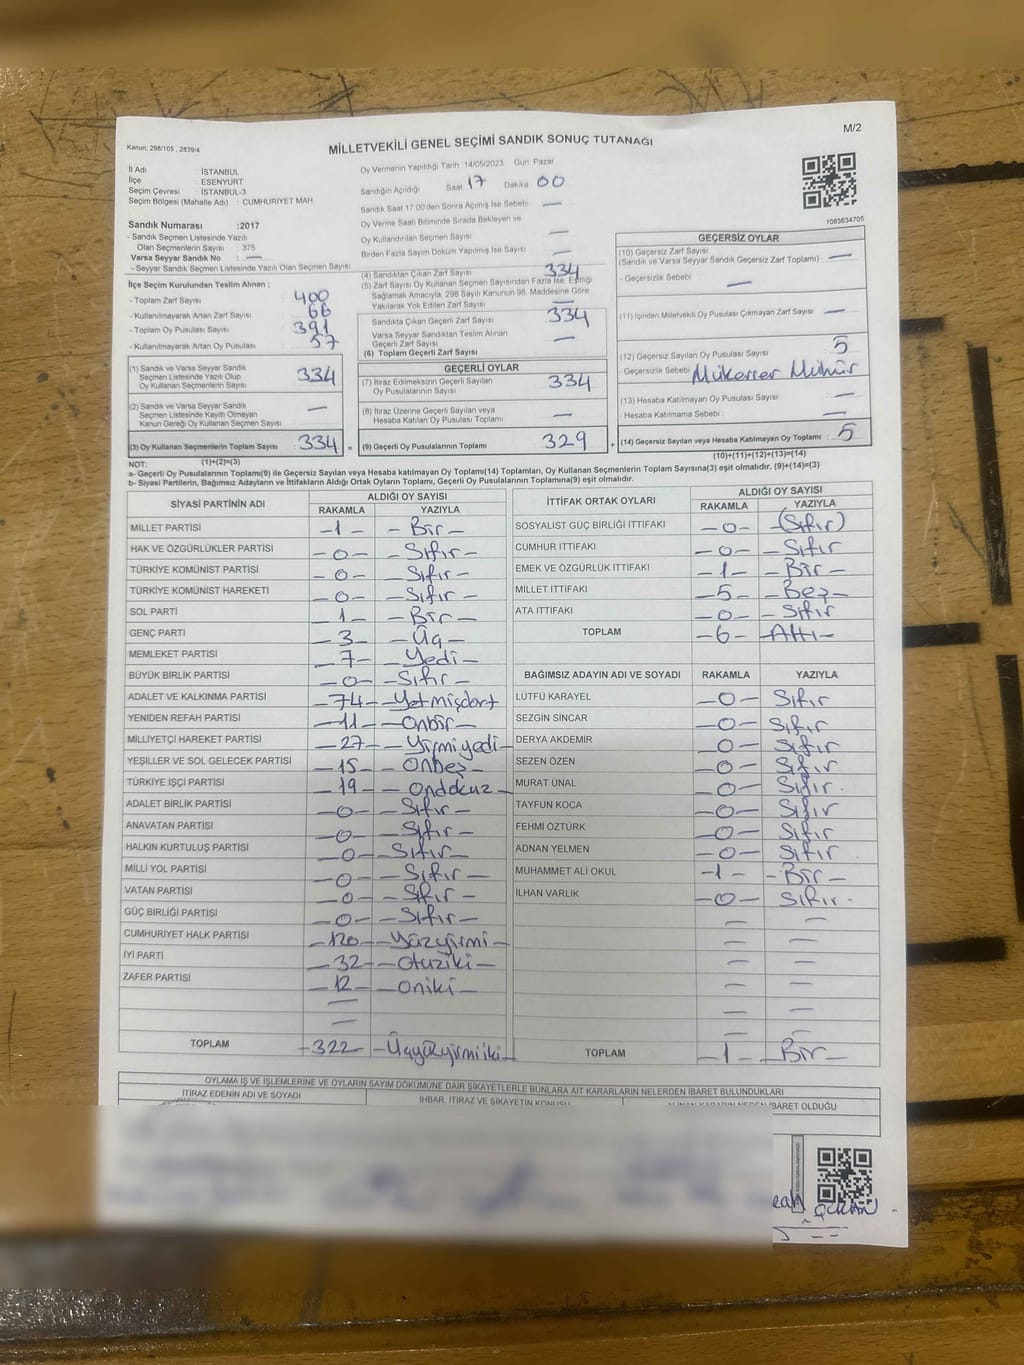 M/2
Kanun: 298/105 , 2839/4
MİLLETVEKİLİ GENEL SEÇİMİ SANDIK SONUÇ TUTANAĞI
İl Adı : İSTANBUL
İlçe : ESENYURT
Seçim Çevresi : İSTANBUL-3
Seçim Bölgesi (Mahalle Adı) : CUMHURİYET MAH
Sandık Numarası : 2017
- Sandık Seçmen Listesinde Yazılı
Olan Seçmenlerin Sayısı : 375
Varsa Seyyar Sandık No : —
- Seyyar Sandık Seçmen Listesinde Yazılı Olan Seçmen Sayısı
Oy Vermenin Yapıldığı Tarih 14/05/2023 Gün: Pazar
Sandığın Açıldığı Saat 17 Dakika 00
Sandık Saat 17:00'den Sonra Açılmış İse Sebebi —
Oy Verme Saati Bitiminde Sırada Bekleyen ve
Oy Kullandırılan Seçmen Sayısı —
Birden Fazla Sayım Döküm Yapılmış İse Sayısı —
(4) Sandıktan Çıkan Zarf Sayısı 334
(5) Zarf Sayısı Oy Kullanan Seçmen Sayısından Fazla İse, Eşitliği
Sağlamak Amacıyla, 298 Sayılı Kanunun 98. Maddesine Göre
Yakılarak Yok Edilen Zarf Sayısı —
1083634705
İlçe Seçim Kurulundan Teslim Alınan ;
- Toplam Zarf Sayısı : 400
- Kullanılmayarak Artan Zarf Sayısı : 66
- Toplam Oy Pusulası Sayısı : 391
- Kullanılmayarak Artan Oy Pusulası : 57
(1) Sandık ve Varsa Seyyar Sandık
Seçmen Listesinde Yazılı Olup
Oy Kullanan Seçmenlerin Sayısı 334
(2) Sandık ve Varsa Seyyar Sandık
Seçmen Listesinde Kayıtlı Olmayan
Kanun Gereği Oy Kullanan Seçmen Sayısı —
(3) Oy Kullanan Seçmenlerin Toplam Sayısı 334 =
(1)+(2)=(3)
Sandıkta Çıkan Geçerli Zarf Sayısı 334
Varsa Seyyar Sandıktan Teslim Alınan
Geçerli Zarf Sayısı —
(6) Toplam Geçerli Zarf Sayısı
GEÇERLİ OYLAR
(7) İtiraz Edilmeksizin Geçerli Sayılan
Oy Pusulalarının Sayısı 334
(8) İtiraz Üzerine Geçerli Sayılan veya
Hesaba Katılan Oy Pusulası Toplamı —
(9) Geçerli Oy Pusulalarının Toplamı 329 +
GEÇERSİZ OYLAR
(10) Geçersiz Zarf Sayısı
(Sandık ve Varsa Seyyar Sandık Geçersiz Zarf Toplamı) —
- Geçersizlik Sebebi : —
(11) İçinden Milletvekili Oy Pusulası Çıkmayan Zarf Sayısı —
(12) Geçersiz Sayılan Oy Pusulası Sayısı 5
- Geçersizlik Sebebi : Mükerrer Mühür
(13) Hesaba Katılmayan Oy Pusulası Sayısı : —
- Hesaba Katılmama Sebebi : —
(14) Geçersiz Sayılan veya Hesaba Katılmayan Oy Toplamı : 5
(10)+(11)+(12)+(13)=(14)
NOT:
a- Geçerli Oy Pusulalarının Toplamı(9) ile Geçersiz Sayılan veya Hesaba katılmayan Oy Toplamı(14) Toplamları, Oy Kullanan Seçmenlerin Toplam Sayısına(3) eşit olmalıdır. (9)+(14)=(3)
b- Siyasi Partilerin, Bağımsız Adayların ve İttifakların Aldığı Ortak Oyların Toplamı, Geçerli Oy Pusulalarının Toplamına(9) eşit olmalıdır.
SİYASİ PARTİNİN ADI ALDIĞI OY SAYISI
RAKAMLA YAZIYLA
MİLLET PARTİSİ -1- -Bir-
HAK VE ÖZGÜRLÜKLER PARTİSİ -0- -Sıfır-
TÜRKİYE KOMÜNİST PARTİSİ -0- -Sıfır-
TÜRKİYE KOMÜNİST HAREKETİ -0- -Sıfır-
SOL PARTİ -1- -Bir-
GENÇ PARTİ -3- -Üç-
MEMLEKET PARTİSİ -7- -Yedi-
BÜYÜK BİRLİK PARTİSİ -0- -Sıfır-
ADALET VE KALKINMA PARTİSİ -74- -Yetmişdört
YENİDEN REFAH PARTİSİ -11- -Onbir-
MİLLİYETÇİ HAREKET PARTİSİ -27- -Yirmiyedi-
YEŞİLLER VE SOL GELECEK PARTİSİ -15- -Onbeş-
TÜRKİYE İŞÇİ PARTİSİ -19- -Ondokuz-
ADALET BİRLİK PARTİSİ -0- -Sıfır-
ANAVATAN PARTİSİ -0- -Sıfır-
HALKIN KURTULUŞ PARTİSİ -0- -Sıfır-
MİLLİ YOL PARTİSİ -0- -Sıfır-
VATAN PARTİSİ -0- -Sıfır-
GÜÇ BİRLİĞİ PARTİSİ -0- -Sıfır-
CUMHURİYET HALK PARTİSİ -120- -Yüzyirmi-
İYİ PARTİ -32- -Otuziki-
ZAFER PARTİSİ -12- -Oniki-
TOPLAM -322- -Üçyüzyirmiiki-
İTTİFAK ORTAK OYLARI ALDIĞI OY SAYISI
RAKAMLA YAZIYLA
SOSYALIST GÜÇ BİRLİĞİ İTTİFAKI -0- -(Sıfır)
CUMHUR İTTİFAKI -0- -Sıfır
EMEK VE ÖZGÜRLÜK İTTİFAKI -1- -Bir-
MİLLET İTTİFAKI -5- -Beş-
ATA İTTİFAKI -0- -Sıfır
TOPLAM -6- -Altı-
BAĞIMSIZ ADAYIN ADI VE SOYADI RAKAMLA YAZIYLA
LÜTFÜ KARAYEL -0- Sıfır
SEZGİN SİNCAR -0- Sıfır
DERYA AKDEMİR -0- Sıfır
SEZEN ÖZEN -0- Sıfır
MURAT ÜNAL -0- Sıfır.
TAYFUN KOCA -0- Sıfır
FEHMİ ÖZTÜRK -0- Sıfır
ADNAN YELMEN -0- Sıfır.
MUHAMMET ALİ OKUL -1- -Bir-
İLHAN VARLIK -0- Sıfır.
TOPLAM -1- -Bir-
OYLAMA İŞ VE İŞLEMLERİNE VE OYLARIN SAYIM DÖKÜMÜNE DAİR ŞİKAYETLERLE BUNLARA AİT KARARLARIN NELERDEN İBARET BULUNDUKLARI
İTİRAZ EDENİN ADI VE SOYADI İHBAR, İTİRAZ VE ŞİKAYETİN KONUSU ALINAN KARARIN NEDEN İBARET OLDUĞU